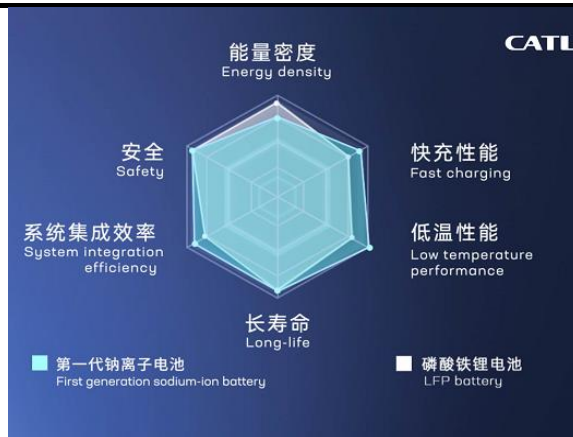 能量密度
Energy density
CATL
安全
Safety
快充性能
Fast charging
系统集成效率
System integration
efficiency
低温性能
Low temperature
performance
长寿命
Long-life
第一代钠离子电池
First generation sodium-ion battery
磷酸铁锂电池
LFP battery